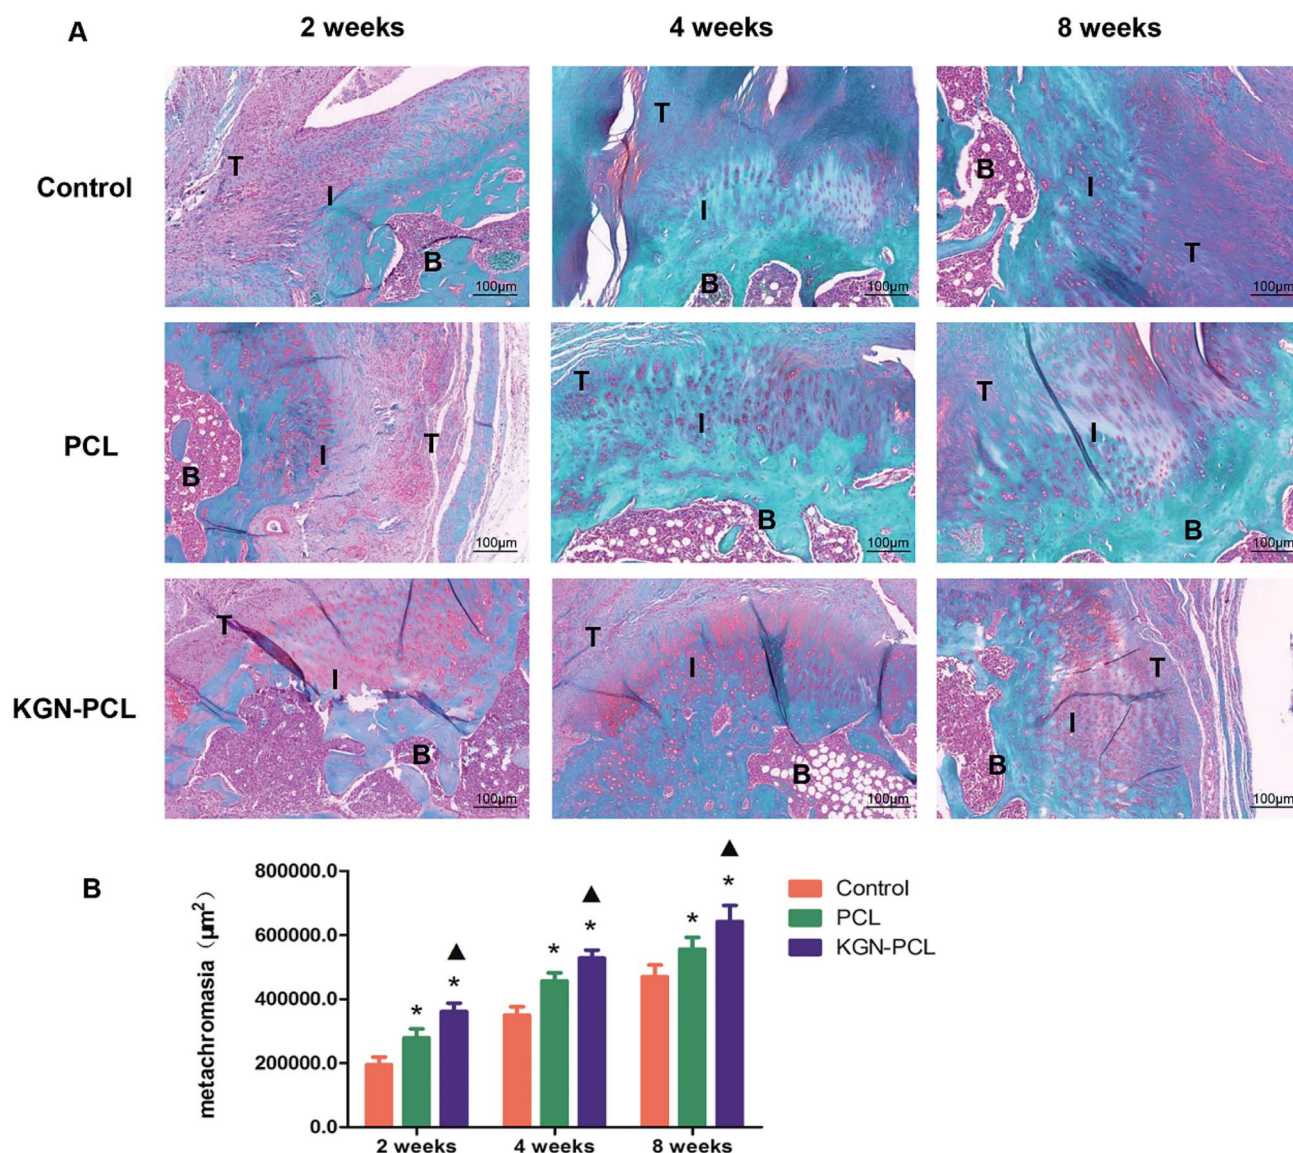 A
2 weeks 4 weeks 8 weeks
Control
T I B 100μm
T I B 100μm
B I T 100μm
PCL
B I T 100μm
T I B 100μm
T I B 100μm
KGN-PCL
T I B 100μm
T I B 100μm
B I T 100μm
B
metachromasia (μm²)
800000.0
600000.0
400000.0
200000.0
0.0
▲
*
*
▲
*
*
▲
*
*
2 weeks 4 weeks 8 weeks
Control
PCL
KGN-PCL